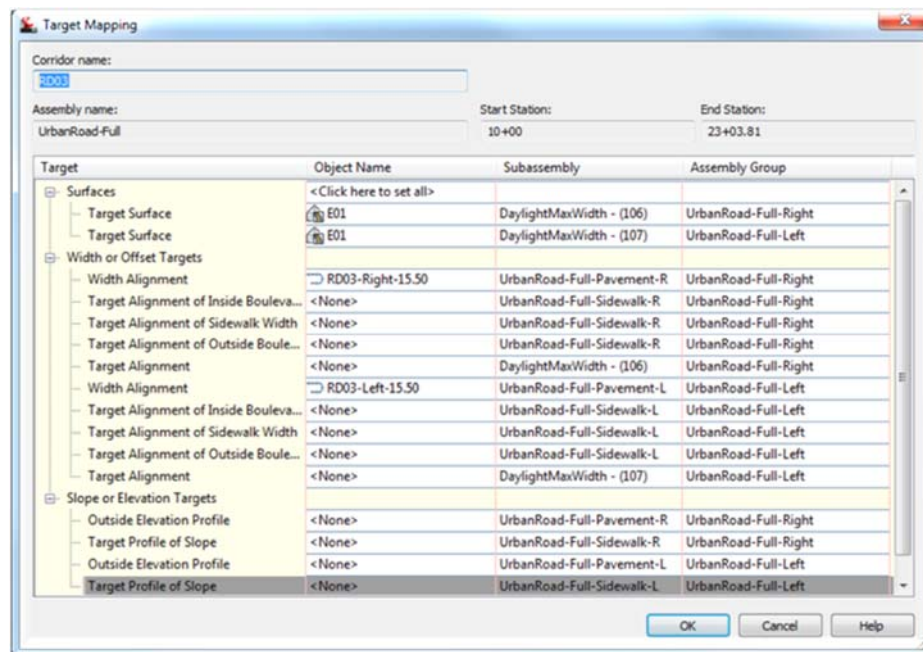 Target Mapping
Corridor name:
RD03
Assembly name: Start Station: End Station:
UrbanRoad-Full 10+00 23+03.81
Target Object Name Subassembly Assembly Group
Surfaces <Click here to set all>
Target Surface E01 DaylightMaxWidth - (106) UrbanRoad-Full-Right
Target Surface E01 DaylightMaxWidth - (107) UrbanRoad-Full-Left
Width or Offset Targets
Width Alignment RD03-Right-15.50 UrbanRoad-Full-Pavement-R UrbanRoad-Full-Right
Target Alignment of Inside Bouleva... <None> UrbanRoad-Full-Sidewalk-R UrbanRoad-Full-Right
Target Alignment of Sidewalk Width <None> UrbanRoad-Full-Sidewalk-R UrbanRoad-Full-Right
Target Alignment of Outside Boule... <None> UrbanRoad-Full-Sidewalk-R UrbanRoad-Full-Right
Target Alignment <None> DaylightMaxWidth - (106) UrbanRoad-Full-Right
Width Alignment RD03-Left-15.50 UrbanRoad-Full-Pavement-L UrbanRoad-Full-Left
Target Alignment of Inside Bouleva... <None> UrbanRoad-Full-Sidewalk-L UrbanRoad-Full-Left
Target Alignment of Sidewalk Width <None> UrbanRoad-Full-Sidewalk-L UrbanRoad-Full-Left
Target Alignment of Outside Boule... <None> UrbanRoad-Full-Sidewalk-L UrbanRoad-Full-Left
Target Alignment <None> DaylightMaxWidth - (107) UrbanRoad-Full-Left
Slope or Elevation Targets
Outside Elevation Profile <None> UrbanRoad-Full-Pavement-R UrbanRoad-Full-Right
Target Profile of Slope <None> UrbanRoad-Full-Sidewalk-R UrbanRoad-Full-Right
Outside Elevation Profile <None> UrbanRoad-Full-Pavement-L UrbanRoad-Full-Left
Target Profile of Slope <None> UrbanRoad-Full-Sidewalk-L UrbanRoad-Full-Left
OK Cancel Help